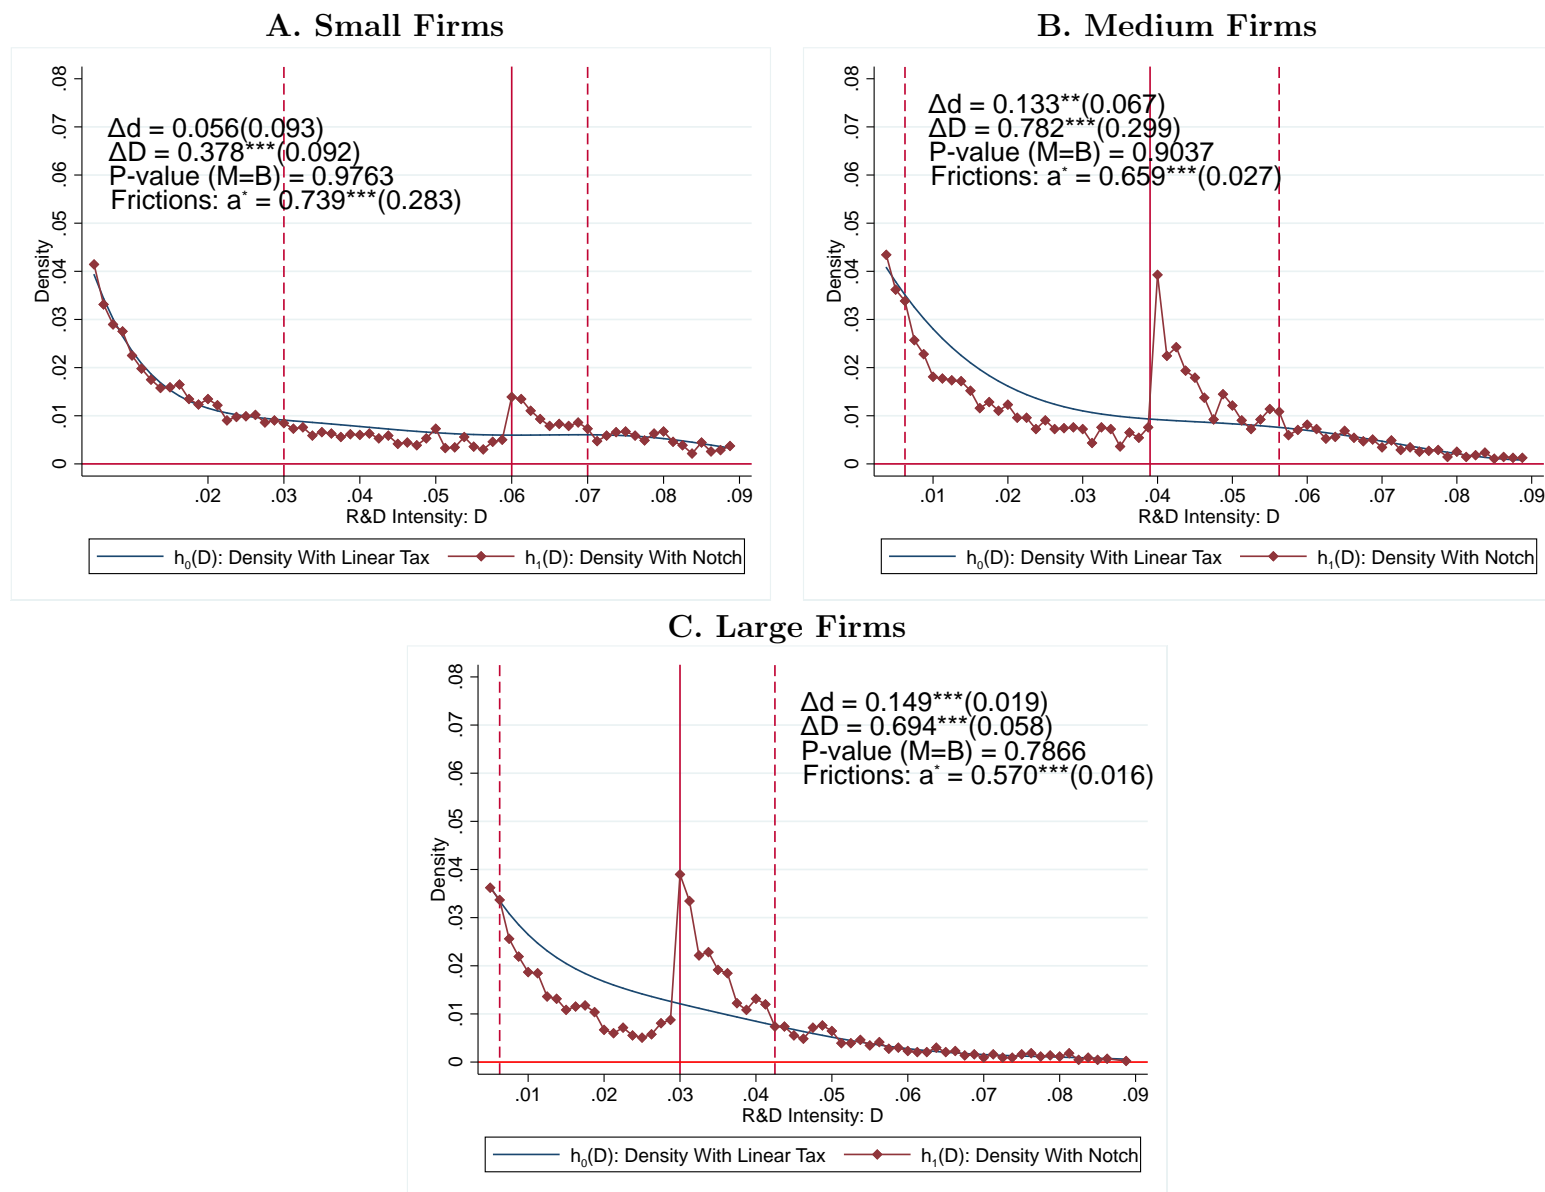 A. Small Firms
Δd = 0.056(0.093)
ΔD = 0.378***(0.092)
P-value (M=B) = 0.9763
Frictions: a* = 0.739***(0.283)
Density
0
.01
.02
.03
.04
.05
.06
.07
.08
.02
.03
.04
.05
.06
.07
.08
.09
R&D Intensity: D
h₀(D): Density With Linear Tax
h₁(D): Density With Notch
B. Medium Firms
Δd = 0.133**(0.067)
ΔD = 0.782***(0.299)
P-value (M=B) = 0.9037
Frictions: a* = 0.659***(0.027)
Density
0
.01
.02
.03
.04
.05
.06
.07
.08
.01
.02
.03
.04
.05
.06
.07
.08
.09
R&D Intensity: D
h₀(D): Density With Linear Tax
h₁(D): Density With Notch
C. Large Firms
Δd = 0.149***(0.019)
ΔD = 0.694***(0.058)
P-value (M=B) = 0.7866
Frictions: a* = 0.570***(0.016)
Density
0
.01
.02
.03
.04
.05
.06
.07
.08
.01
.02
.03
.04
.05
.06
.07
.08
.09
R&D Intensity: D
h₀(D): Density With Linear Tax
h₁(D): Density With Notch